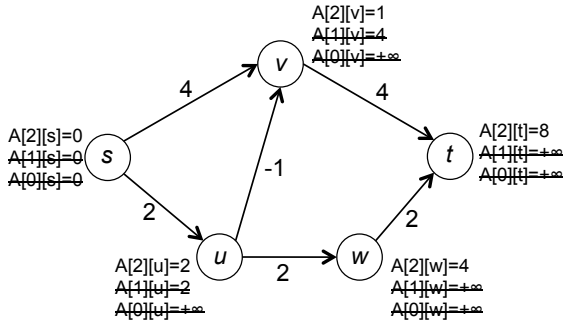 A[2][v]=1
A[1][v]=4
A[0][v]=+∞
v
4
4
A[2][s]=0
A[1][s]=0
A[0][s]=0
s
A[2][t]=8
A[1][t]=+∞
A[0][t]=+∞
t
-1
2
2
u
2
w
A[2][u]=2
A[1][u]=2
A[0][u]=+∞
A[2][w]=4
A[1][w]=+∞
A[0][w]=+∞